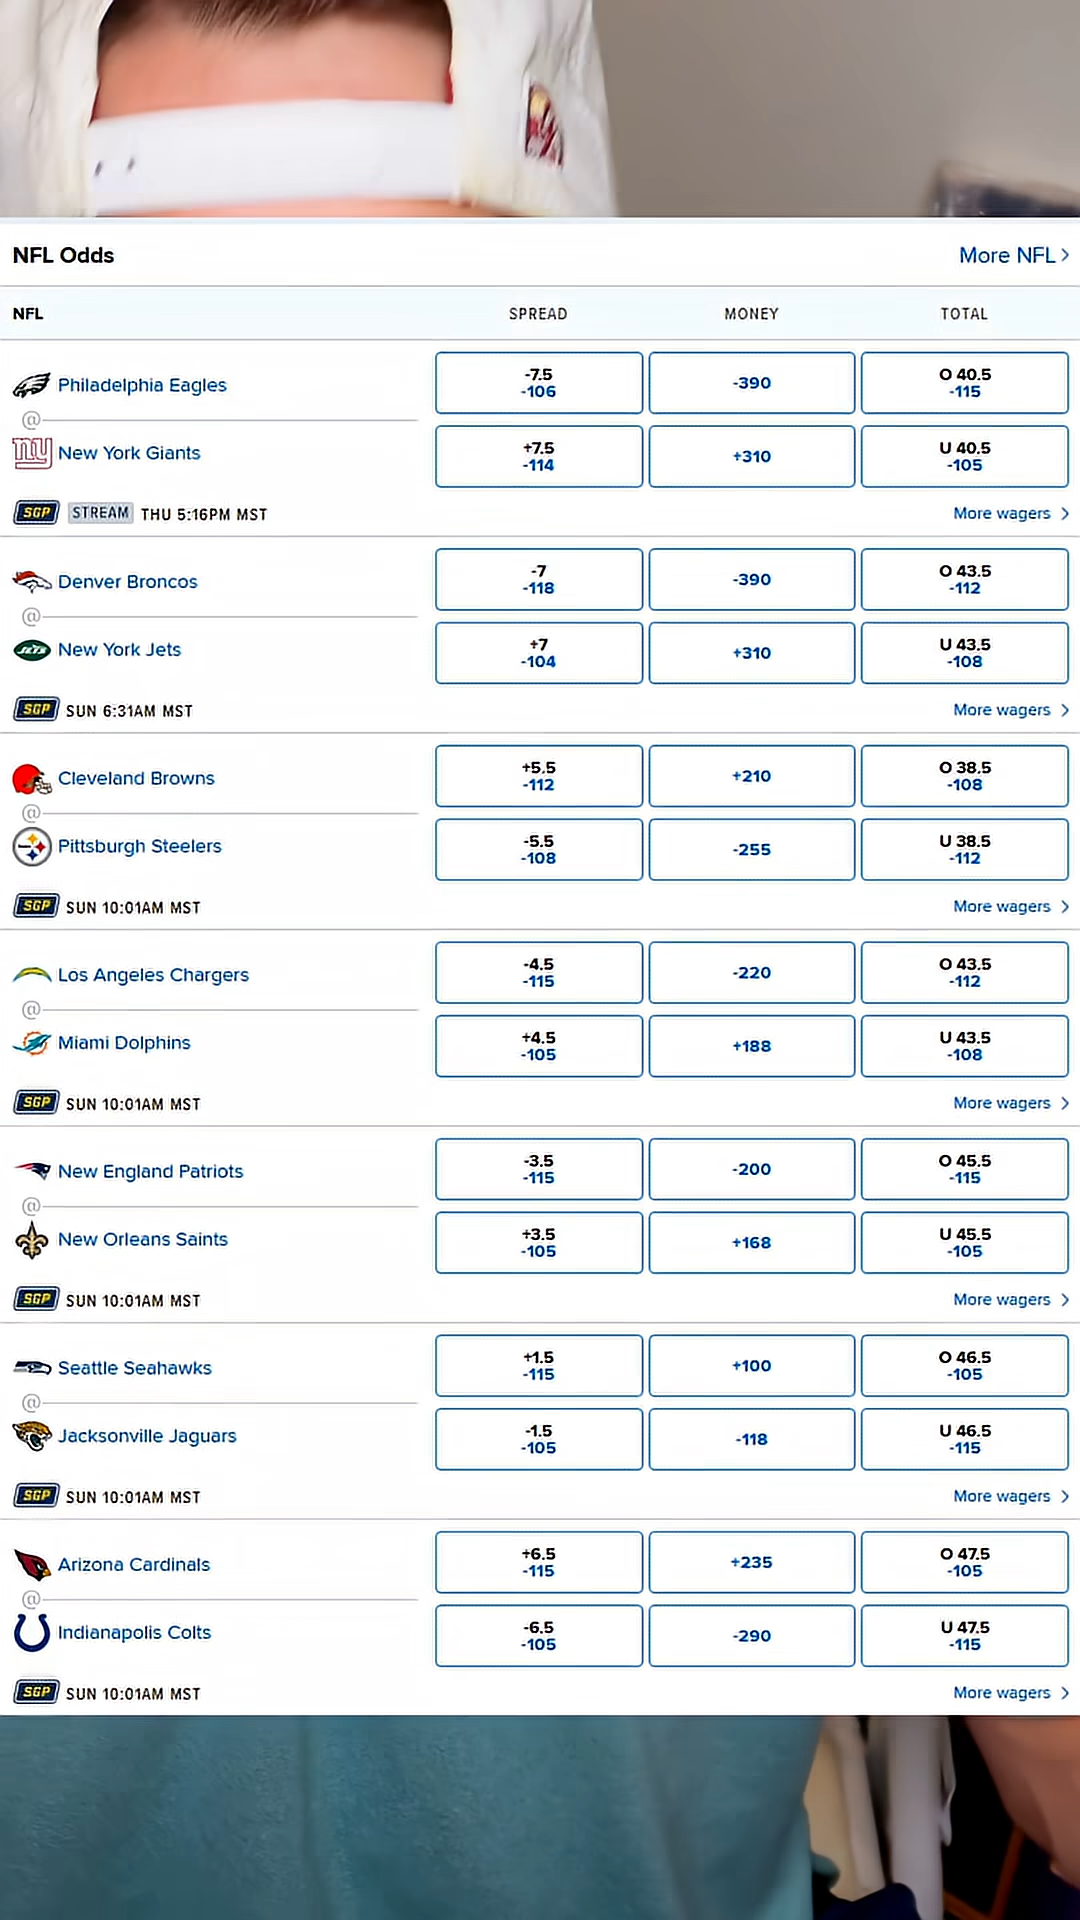 NFL Odds More NFL >
NFL SPREAD MONEY TOTAL
Philadelphia Eagles -7.5 -106 -390 O 40.5 -115
@
New York Giants +7.5 -114 +310 U 40.5 -105
SGP STREAM THU 5:16PM MST More wagers >
Denver Broncos -7 -118 -390 O 43.5 -112
@
New York Jets +7 -104 +310 U 43.5 -108
SGP SUN 6:31AM MST More wagers >
Cleveland Browns +5.5 -112 +210 O 38.5 -108
@
Pittsburgh Steelers -5.5 -108 -255 U 38.5 -112
SGP SUN 10:01AM MST More wagers >
Los Angeles Chargers -4.5 -115 -220 O 43.5 -112
@
Miami Dolphins +4.5 -105 +188 U 43.5 -108
SGP SUN 10:01AM MST More wagers >
New England Patriots -3.5 -115 -200 O 45.5 -115
@
New Orleans Saints +3.5 -105 +168 U 45.5 -105
SGP SUN 10:01AM MST More wagers >
Seattle Seahawks +1.5 -115 +100 O 46.5 -105
@
Jacksonville Jaguars -1.5 -105 -118 U 46.5 -115
SGP SUN 10:01AM MST More wagers >
Arizona Cardinals +6.5 -115 +235 O 47.5 -105
@
Indianapolis Colts -6.5 -105 -290 U 47.5 -115
SGP SUN 10:01AM MST More wagers >